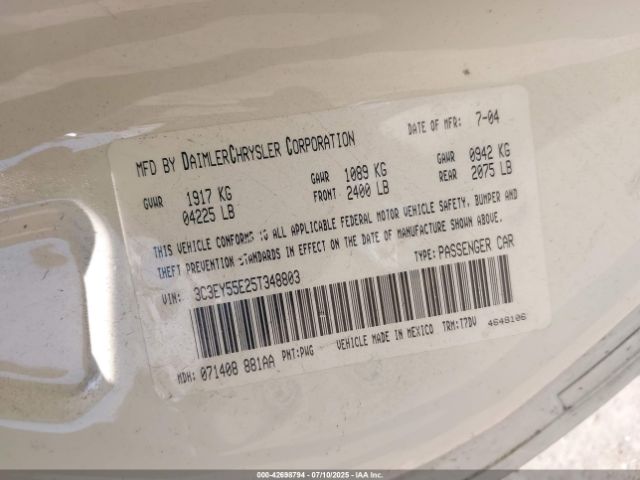 MFD BY DAIMLERCHRYSLER CORPORATION DATE OF MFR: 7-04
GVWR 1917 KG 04225 LB GAWR FRONT 1089 KG 2400 LB GAWR REAR 0942 KG 2075 LB
THIS VEHICLE CONFORMS TO ALL APPLICABLE FEDERAL MOTOR VEHICLE SAFETY, BUMPER AND
THEFT PREVENTION STANDARDS IN EFFECT ON THE DATE OF MANUFACTURE SHOWN ABOVE.
VIN: 3C3EY55E25T348803 TYPE: PASSENGER CAR
MDH: 071408 881AA PNT: PWG VEHICLE MADE IN MEXICO TRM: T7DV 4648106
000-42698794 - 07/10/2025 - IAA Inc.